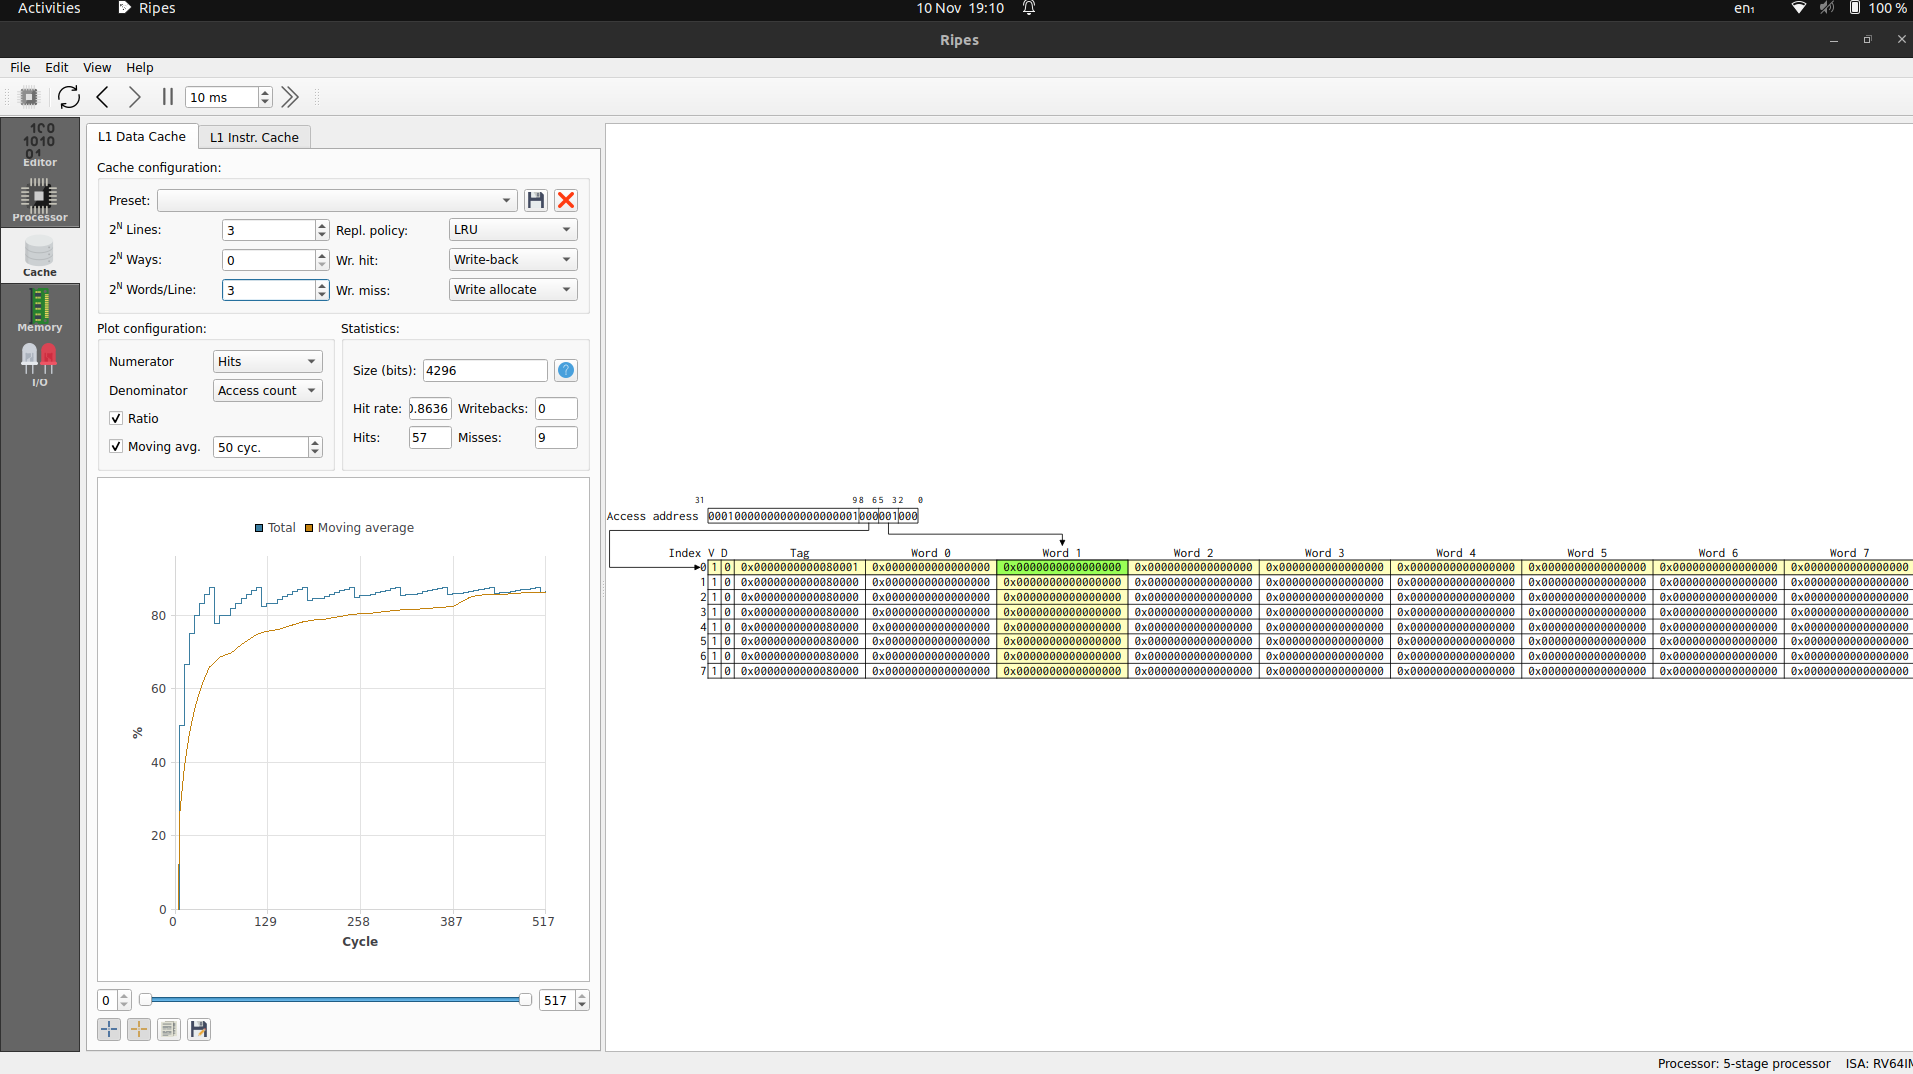 Activities Ripes 10 Nov 19:10 en₁ 100 %
Ripes
File Edit View Help
10 ms
Editor
Processor
Cache
Memory
I/O
L1 Data Cache L1 Instr. Cache
Cache configuration:
Preset:
2ᴺ Lines: 3 Repl. policy: LRU
2ᴺ Ways: 0 Wr. hit: Write-back
2ᴺ Words/Line: 3 Wr. miss: Write allocate
Plot configuration: Statistics:
Numerator Hits
Denominator Access count
Ratio
Moving avg. 50 cyc.
Size (bits): 4296
Hit rate: 0.8636 Writebacks: 0
Hits: 57 Misses: 9
Total Moving average
80
60
%
40
20
0
0 129 258 387 517
Cycle
0 517
31 9 8 6 5 3 2 0
Access address 00010000000000000000001000001000
Index V D Tag Word 0 Word 1 Word 2 Word 3 Word 4 Word 5 Word 6 Word 7
0 1 0 0x0000000000080001 0x0000000000000000 0x0000000000000000 0x0000000000000000 0x0000000000000000 0x0000000000000000 0x0000000000000000 0x0000000000000000 0x0000000000000000
1 1 0 0x0000000000080000 0x0000000000000000 0x0000000000000000 0x0000000000000000 0x0000000000000000 0x0000000000000000 0x0000000000000000 0x0000000000000000 0x0000000000000000
2 1 0 0x0000000000080000 0x0000000000000000 0x0000000000000000 0x0000000000000000 0x0000000000000000 0x0000000000000000 0x0000000000000000 0x0000000000000000 0x0000000000000000
3 1 0 0x0000000000080000 0x0000000000000000 0x0000000000000000 0x0000000000000000 0x0000000000000000 0x0000000000000000 0x0000000000000000 0x0000000000000000 0x0000000000000000
4 1 0 0x0000000000080000 0x0000000000000000 0x0000000000000000 0x0000000000000000 0x0000000000000000 0x0000000000000000 0x0000000000000000 0x0000000000000000 0x0000000000000000
5 1 0 0x0000000000080000 0x0000000000000000 0x0000000000000000 0x0000000000000000 0x0000000000000000 0x0000000000000000 0x0000000000000000 0x0000000000000000 0x0000000000000000
6 1 0 0x0000000000080000 0x0000000000000000 0x0000000000000000 0x0000000000000000 0x0000000000000000 0x0000000000000000 0x0000000000000000 0x0000000000000000 0x0000000000000000
7 1 0 0x0000000000080000 0x0000000000000000 0x0000000000000000 0x0000000000000000 0x0000000000000000 0x0000000000000000 0x0000000000000000 0x0000000000000000 0x0000000000000000
Processor: 5-stage processor ISA: RV64IM